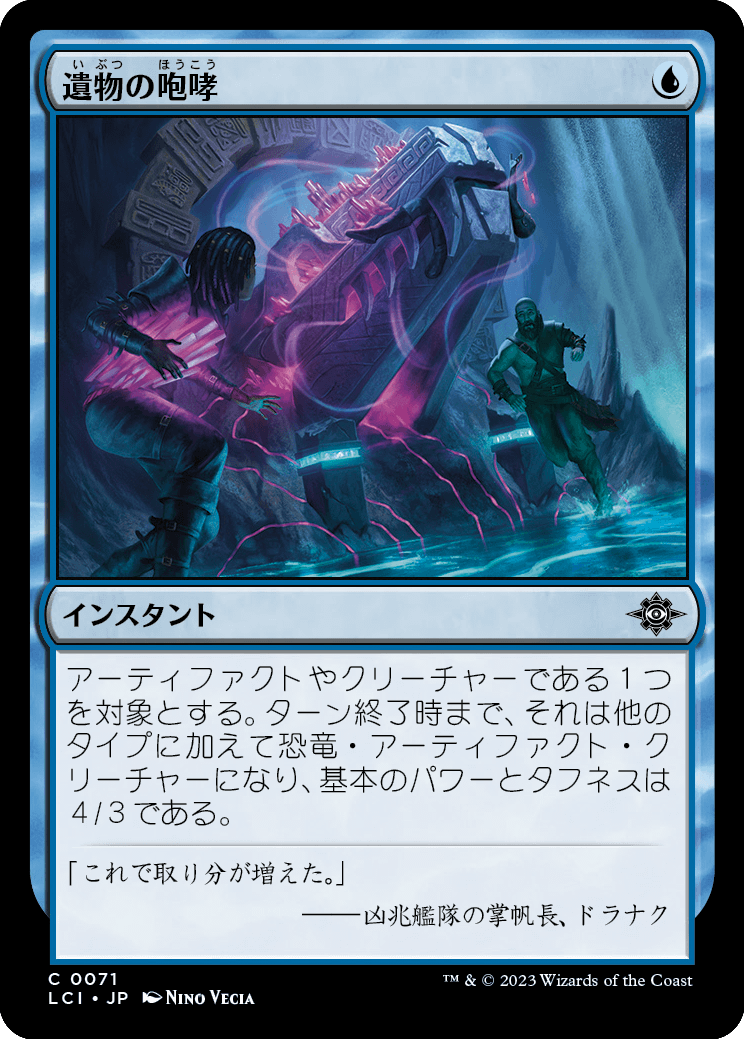 遺物の咆哮
いぶつ ほうこう
インスタント
アーティファクトやクリーチャーである１つ
を対象とする。ターン終了時まで、それは他の
タイプに加えて恐竜・アーティファクト・ク
リーチャーになり、基本のパワーとタフネスは
４/３である。
「これで取り分が増えた。」
――凶兆艦隊の掌帆長、ドラナク
C 0071
LCI • JP NINO VECIA
™ & © 2023 Wizards of the Coast